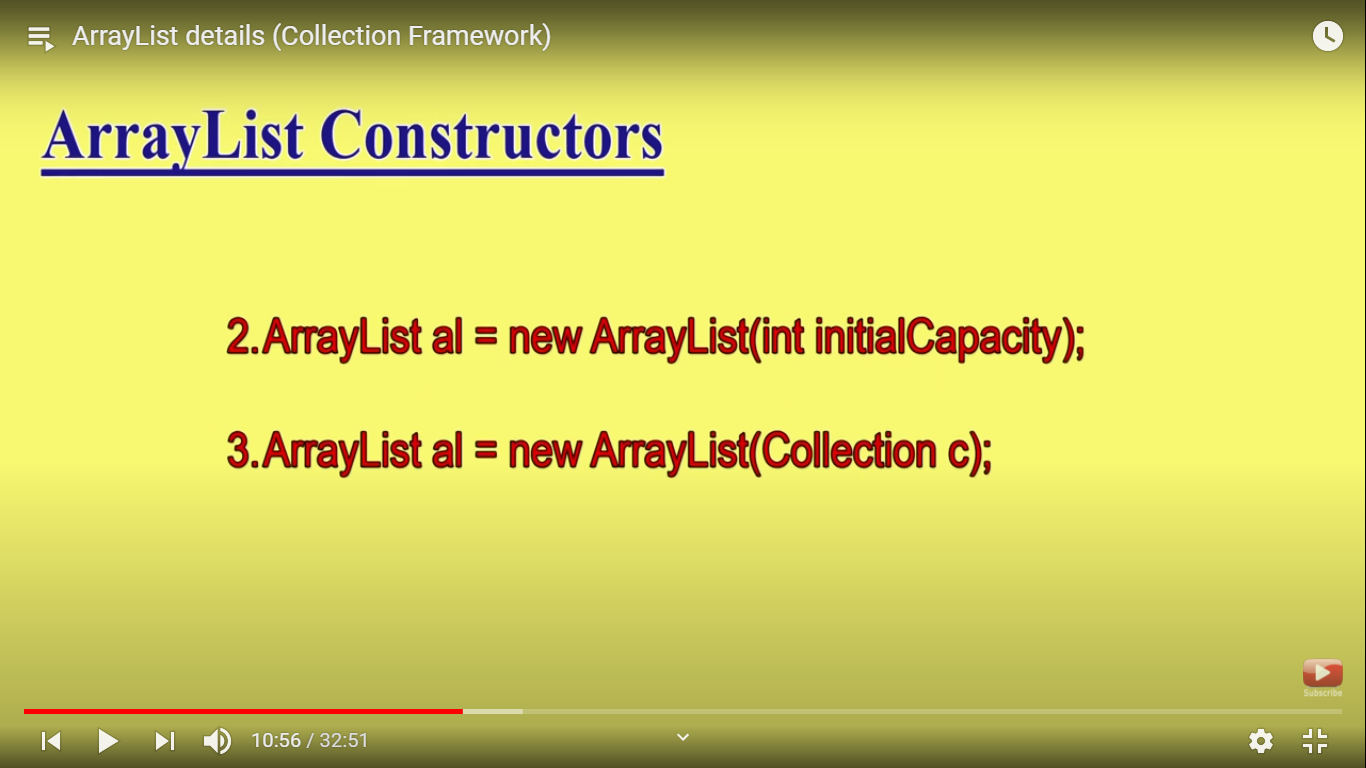 ArrayList details (Collection Framework)
ArrayList Constructors
2.ArrayList al = new ArrayList(int initialCapacity);
3.ArrayList al = new ArrayList(Collection c);
Subscribe
10:56 / 32:51